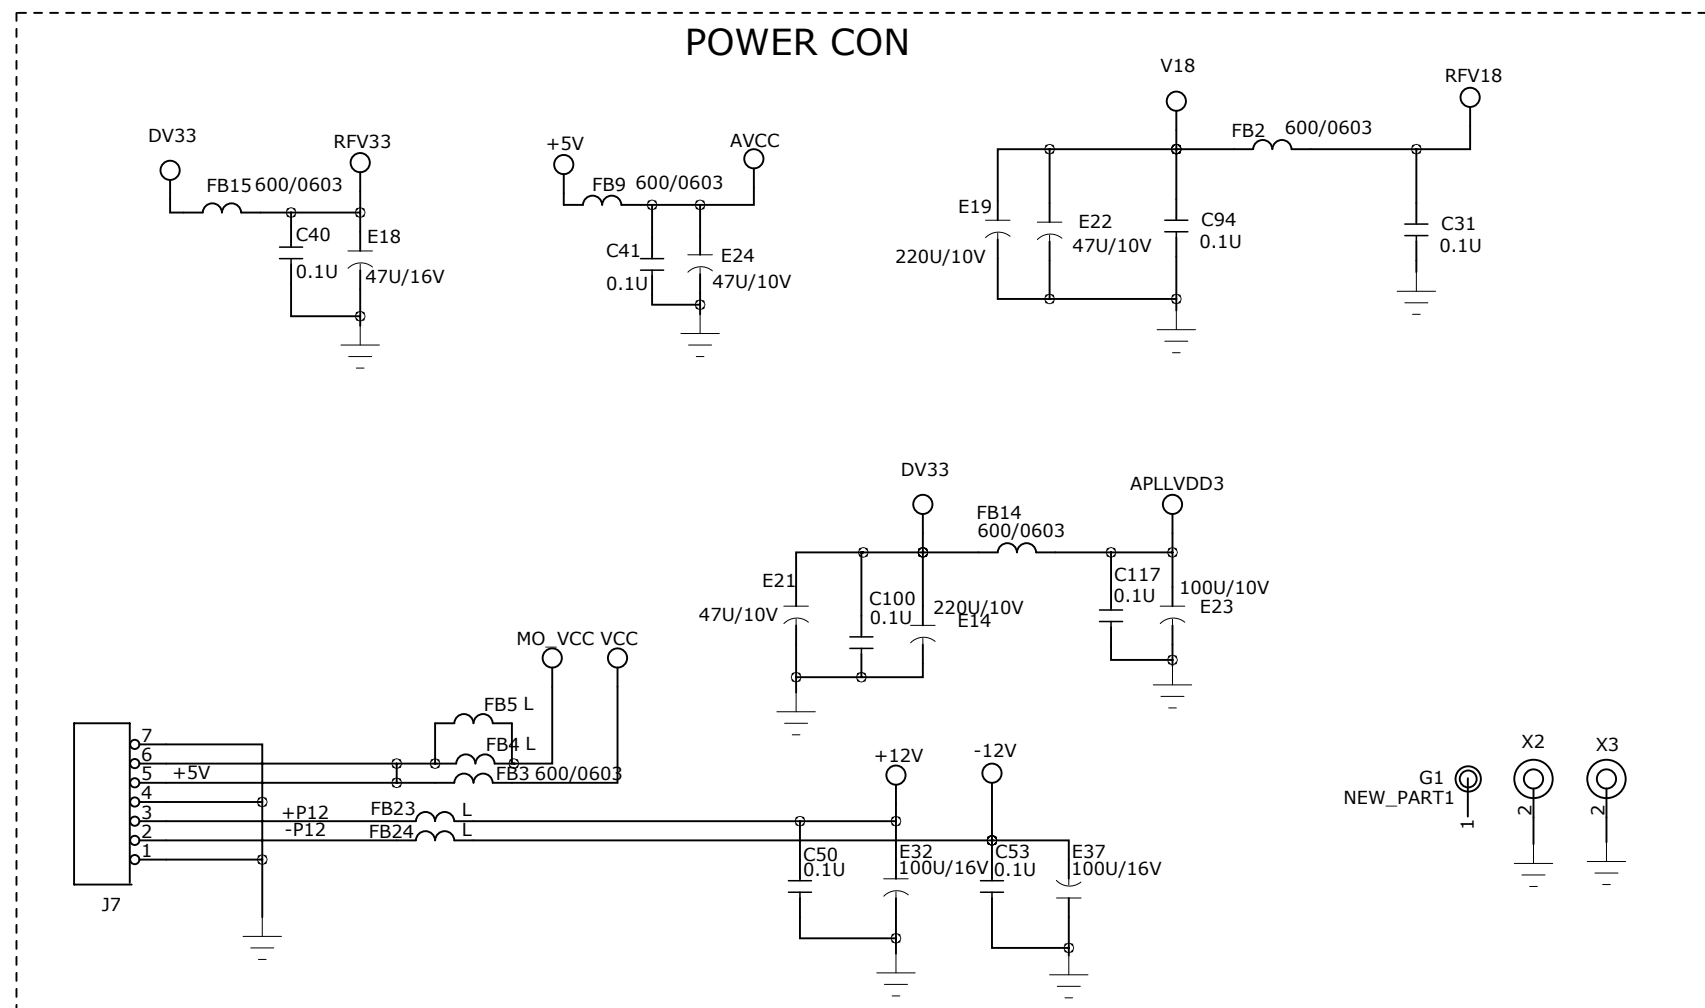 POWER CON
V18
RFV18
DV33
RFV33
+5V
AVCC
FB2 600/0603
FB15 600/0603
FB9 600/0603
E19
220U/10V
E22
47U/10V
C94
0.1U
C31
0.1U
C40
0.1U
E18
47U/16V
C41
0.1U
E24
47U/10V
DV33
APLLVDD3
FB14
600/0603
E21
47U/10V
C100
0.1U
220U/10V
E14
C117
0.1U
100U/10V
E23
MO_VCC VCC
FB5 L
FB4 L
FB3 600/0603
7
6
5
+5V
4
3
+P12
FB23 L
2
-P12
FB24 L
1
J7
+12V
-12V
C50
0.1U
E32
100U/16V
C53
0.1U
E37
100U/16V
G1
NEW_PART1
1
X2
2
X3
2